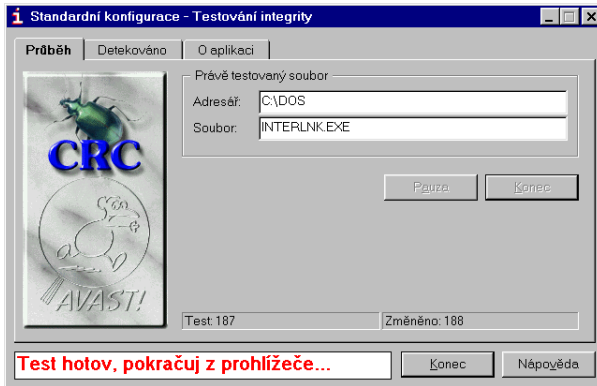 Standardní konfigurace - Testování integrity
Průběh
Detekováno
O aplikaci
Právě testovaný soubor
Adresář: C:\DOS
Soubor: INTERLNK.EXE
CRC
AVAST!
Pauza
Konec
Test: 187
Změněno: 188
Test hotov, pokračuj z prohlížeče...
Konec
Nápověda